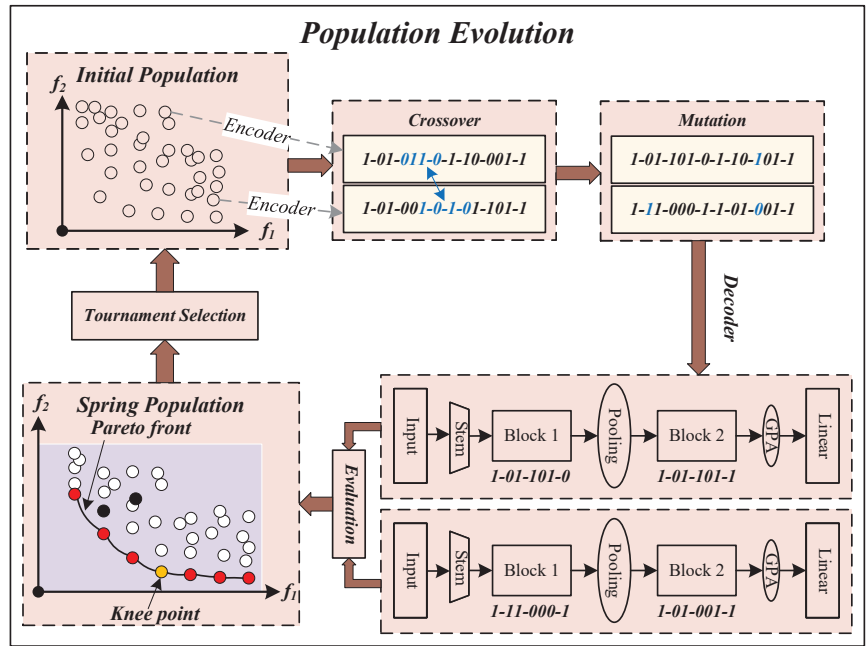 Population Evolution
Initial Population
f2
f1
Encoder
Encoder
Crossover
1-01-011-0-1-10-001-1
1-01-001-0-1-01-101-1
Mutation
1-01-101-0-1-10-101-1
1-11-000-1-1-01-001-1
Decoder
Tournament Selection
Spring Population
f2
Pareto front
Knee point
f1
Evaluation
Input
Stem
Block 1
Pooling
Block 2
GPA
Linear
1-01-101-0
1-01-101-1
Input
Stem
Block 1
Pooling
Block 2
GPA
Linear
1-11-000-1
1-01-001-1